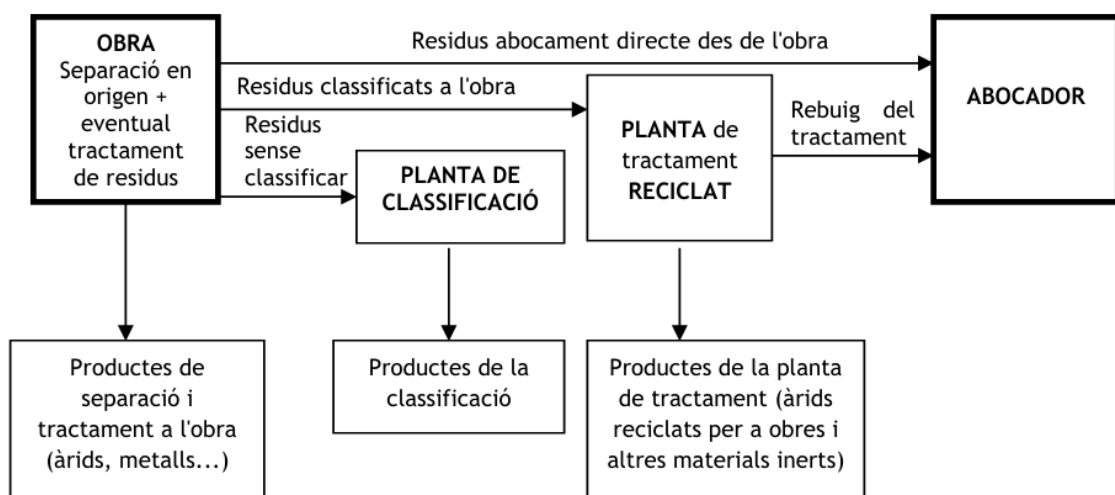 OBRA
Separació en
origen +
eventual
tractament
de residus
Residus abocament directe des de l'obra
Residus classificats a l'obra
Residus
sense
classificar
PLANTA DE
CLASSIFICACIÓ
PLANTA de
tractament
RECICLAT
Rebuig del
tractament
ABOCADOR
Productes de
separació i
tractament a l'obra
(àrids, metalls...)
Productes de la
classificació
Productes de la planta
de tractament (àrids
reciclats per a obres i
altres materials inerts)